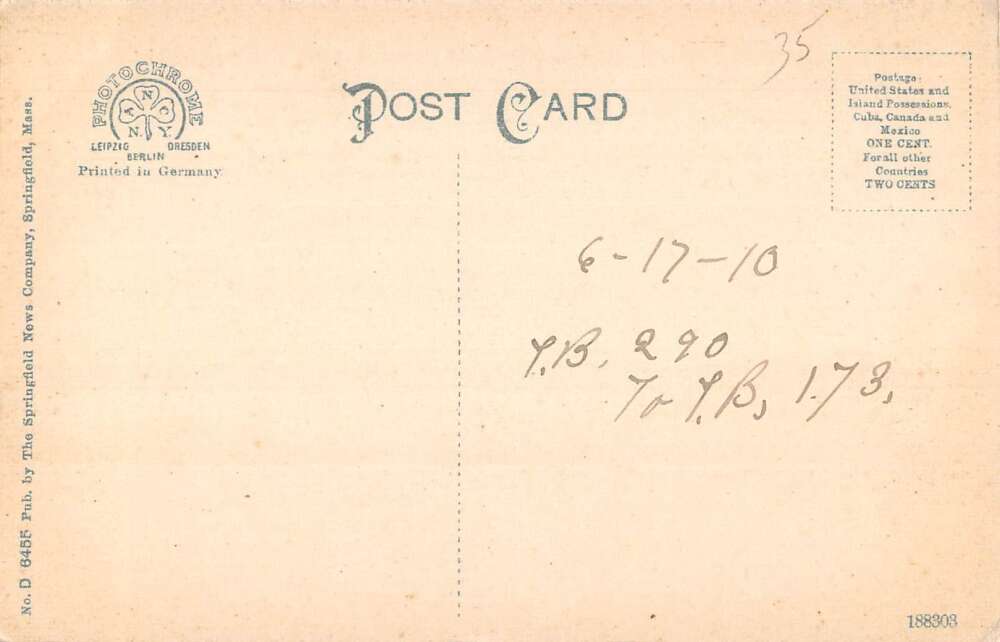 35
PHOTOCHROME
A N C
N.Y.
LEIPZIG DRESDEN
BERLIN
Printed in Germany
POST CARD
Postage:
United States and
Island Possessions,
Cuba, Canada and
Mexico
ONE CENT.
For all other
Countries
TWO CENTS
No. D 6455 Pub. by The Springfield News Company, Springfield, Mass.
6-17-10
290
To
173,
188303